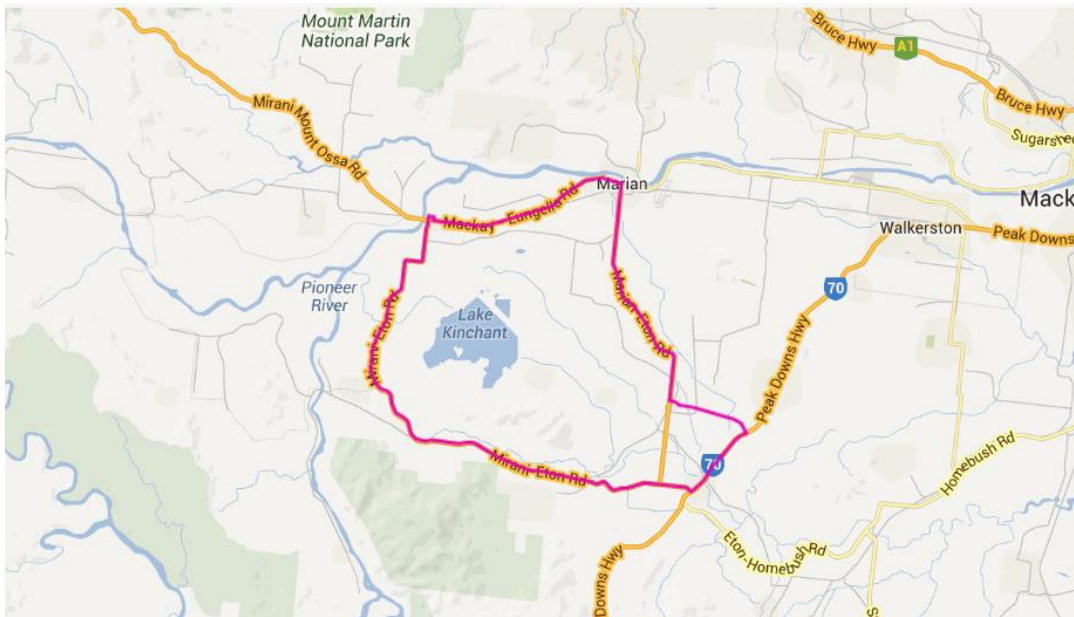 Mount Martin
National Park
Bruce Hwy
A1
Bruce Hwy
Mirani Mount Ossa Rd
Sugarshed
Marian
Mack
Mackay
Eungella Rd
Walkerston
Peak Downs
Pioneer
River
70
Lake
Kinchant
Mirani-Eton Rd
Marian-Eton Rd
Peak Downs Hwy
Mirani-Eton Rd
70
Homebush Rd
Eton-Homebush Rd
Downs Hwy
S